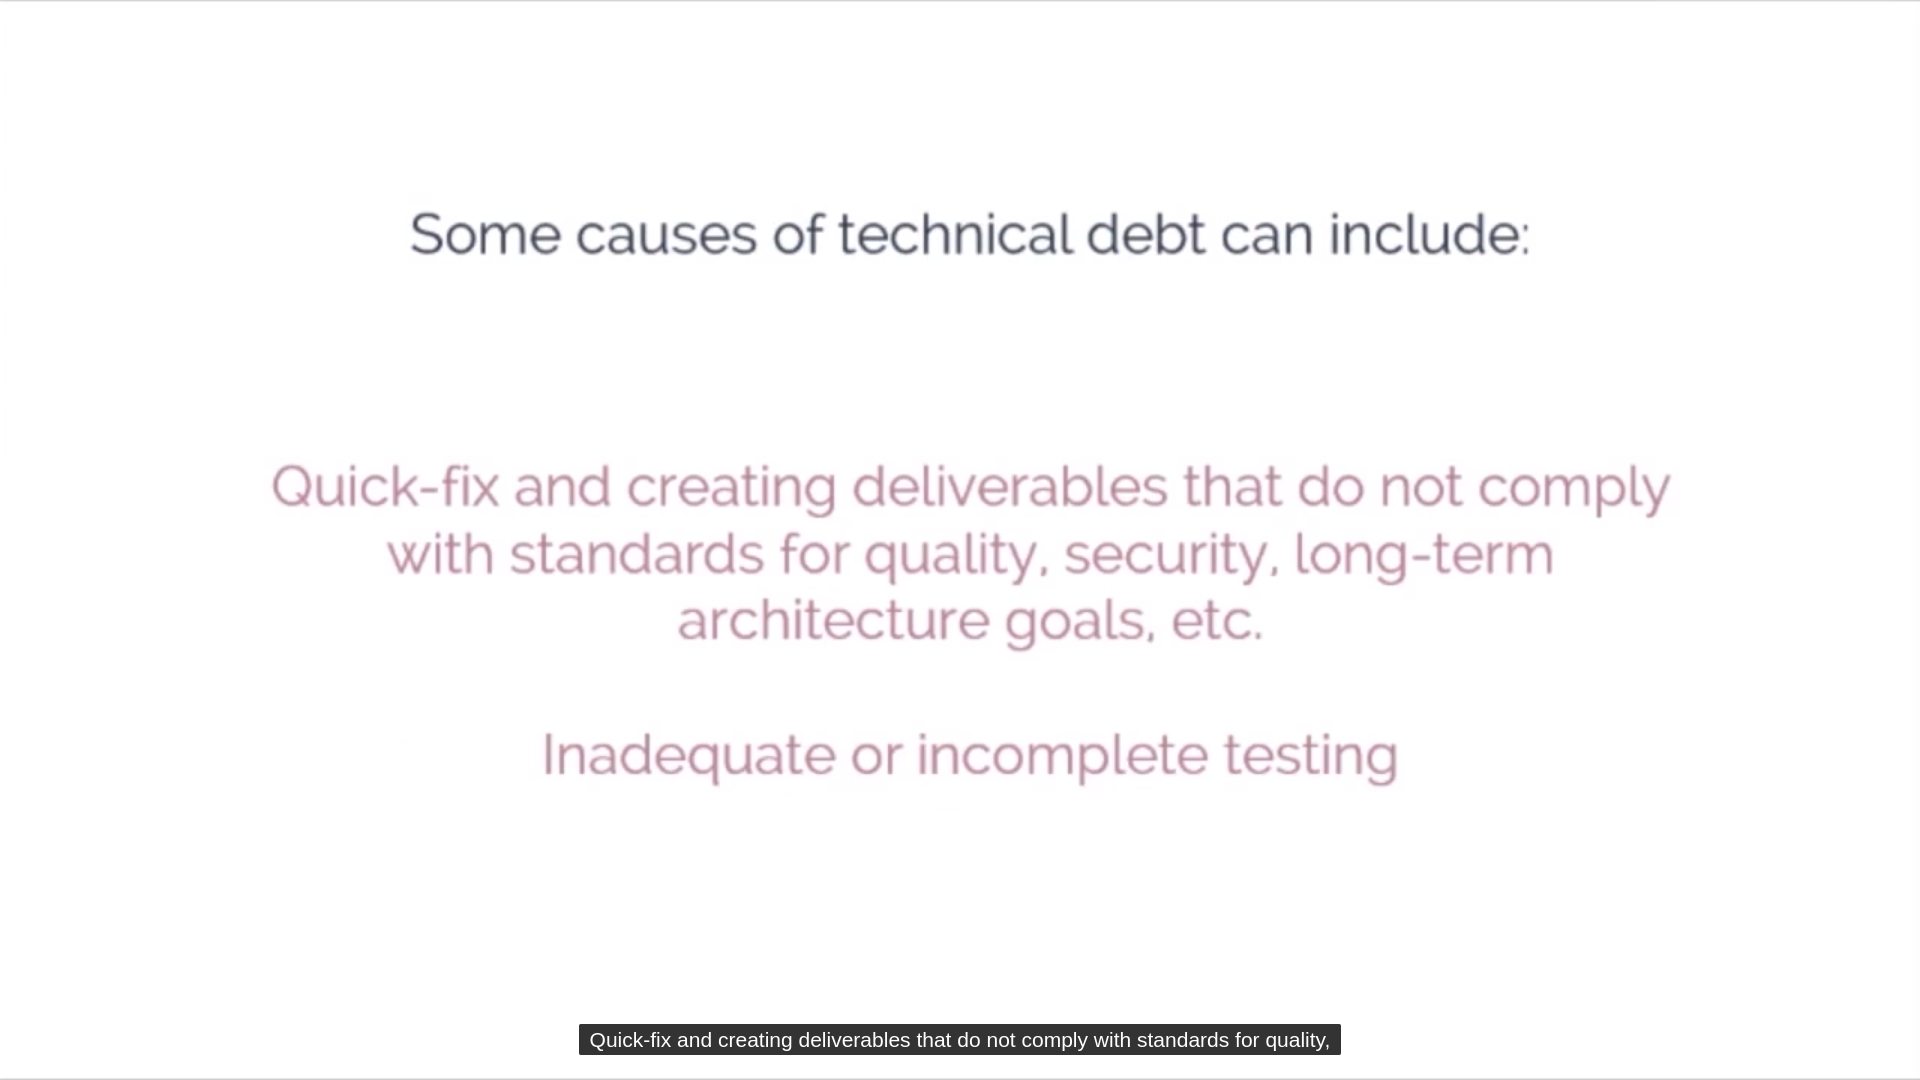 Some causes of technical debt can include:
Quick-fix and creating deliverables that do not comply
with standards for quality, security, long-term
architecture goals, etc.
Inadequate or incomplete testing
Quick-fix and creating deliverables that do not comply with standards for quality,